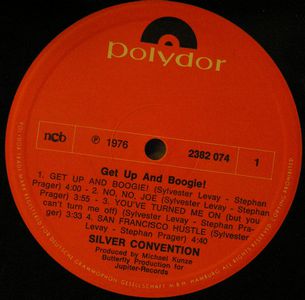 polydor
ncb
Ⓟ 1976
2382 074
1
Get Up And Boogie!
1. GET UP AND BOOGIE! (Sylvester Levay - Stephan
Prager) 4:00 - 2. NO, NO, JOE (Sylvester Levay - Stephan
Prager) 3:55 - 3. YOU'VE TURNED ME ON (but you
can't turn me off) (Sylvester Levay - Stephan Pra-
ger) 3:33 4. SAN FRANCISCO HUSTLE (Sylvester
Levay - Stephan Prager) 4:40
SILVER CONVENTION
Produced by Michael Kunze
Butterfly Production for
Jupiter-Records